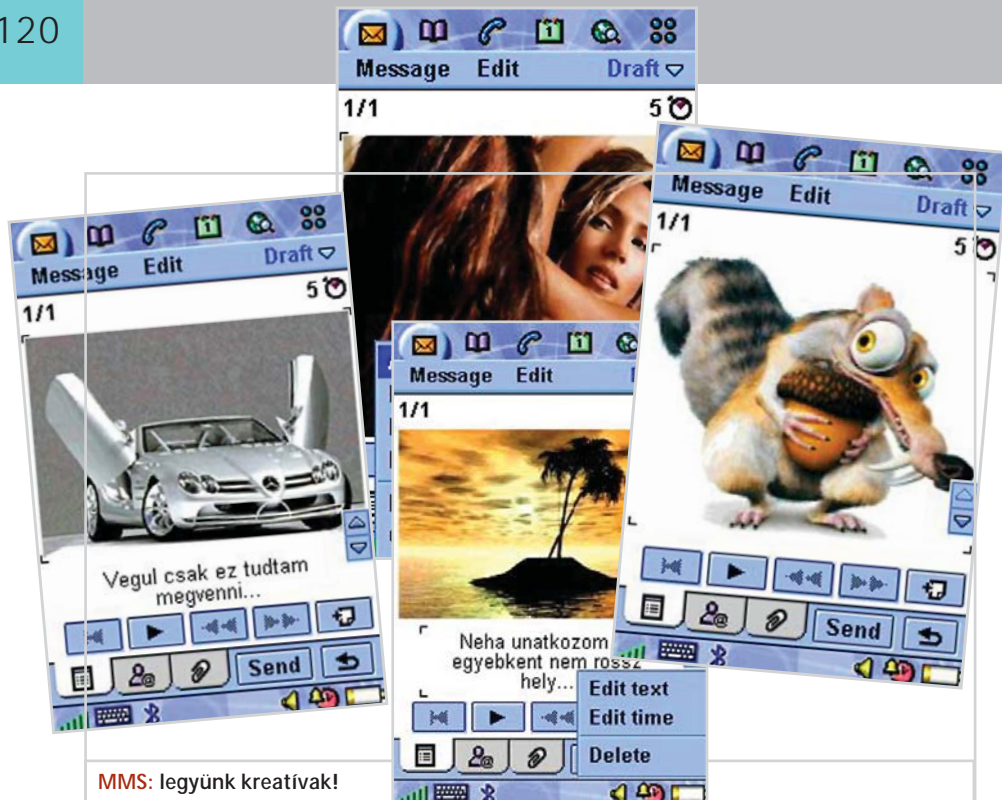 120
Message Edit Draft
1/1 5
Message Edit Draft
1/1 5
Message Edit Draft
1/1 5
Vegul csak ez tudtam
megvenni...
Send
Message Edit
1/1
Neha unatkozom
egyebkent nem rossz
hely...
Edit text
Edit time
Delete
Send
MMS: legyünk kreatívak!